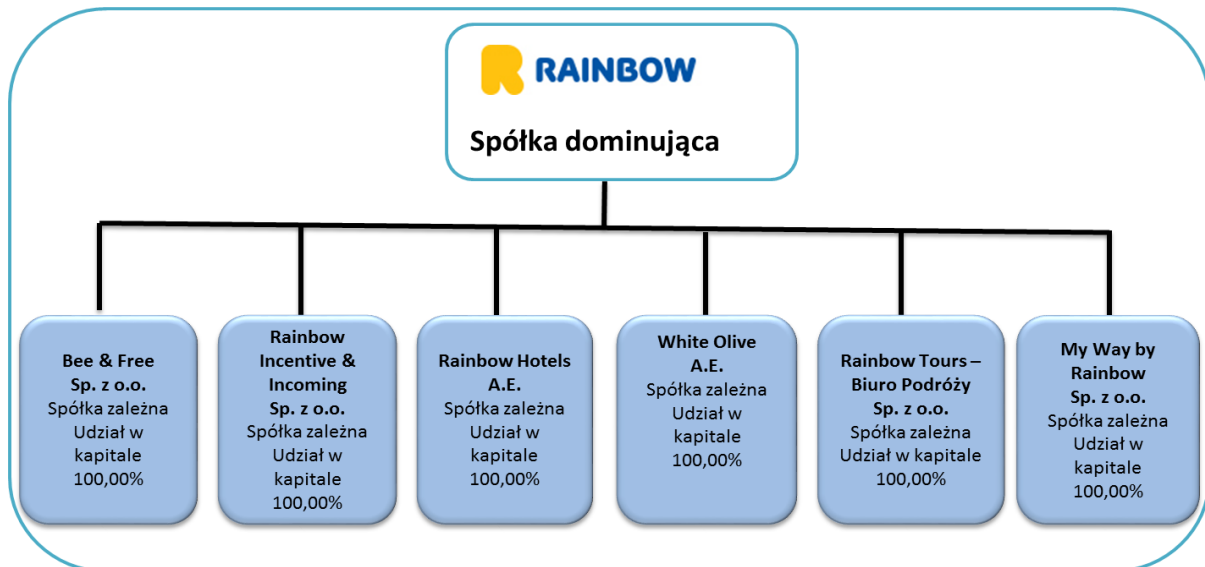 RAINBOW
Spółka dominująca
Bee & Free
Sp. z o.o.
Spółka zależna
Udział w
kapitale
100,00%
Rainbow
Incentive &
Incoming
Sp. z o.o.
Spółka zależna
Udział w
kapitale
100,00%
Rainbow Hotels
A.E.
Spółka zależna
Udział w
kapitale
100,00%
White Olive
A.E.
Spółka zależna
Udział w
kapitale
100,00%
Rainbow Tours –
Biuro Podróży
Sp. z o.o.
Spółka zależna
Udział w kapitale
100,00%
My Way by
Rainbow
Sp. z o.o.
Spółka zależna
Udział w
kapitale
100,00%